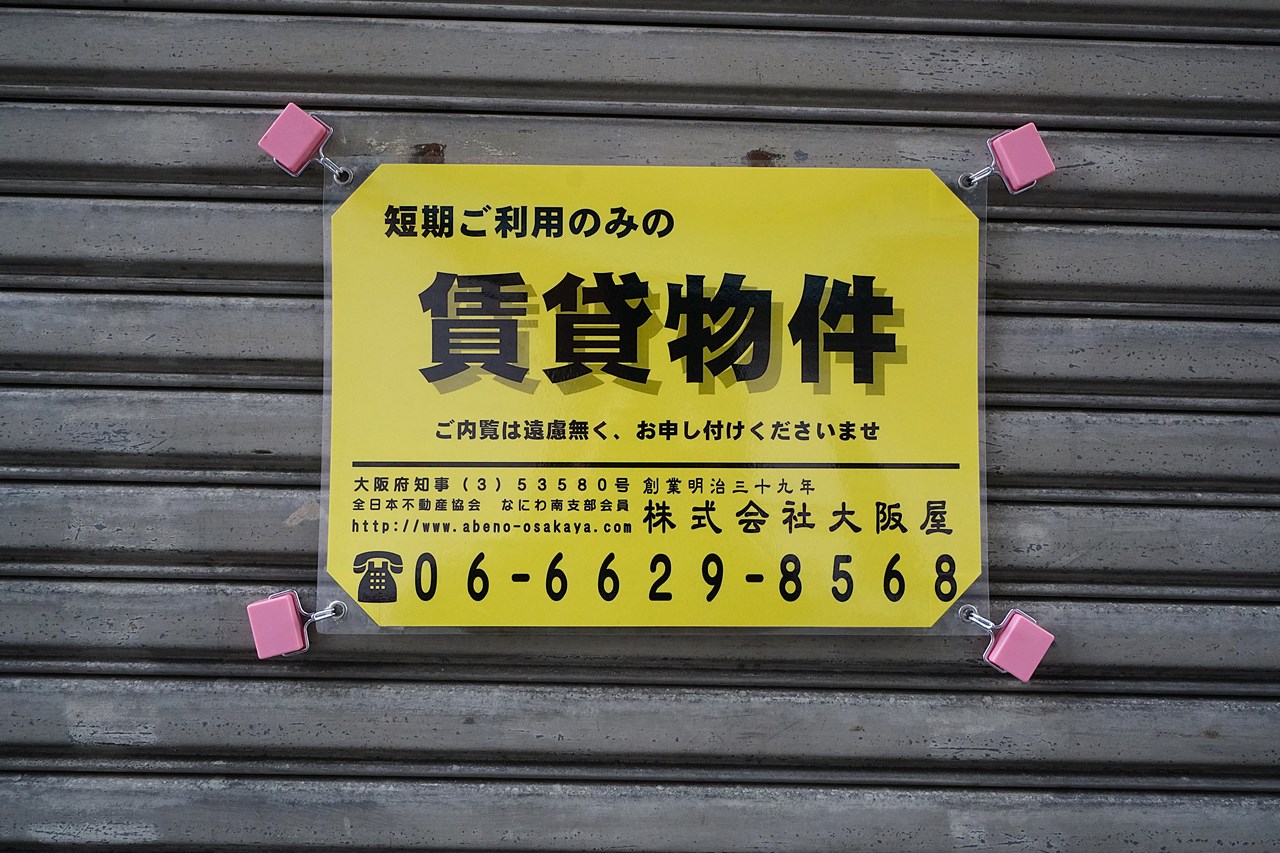 短期ご利用のみの
賃貸物件
ご内覧は遠慮無く、お申し付けくださいませ
大阪府知事(3)53580号
全日本不動産協会 なにわ南支部会員
http://www.abeno-osakaya.com
創業明治三十九年
株式会社大阪屋
06-6629-8568